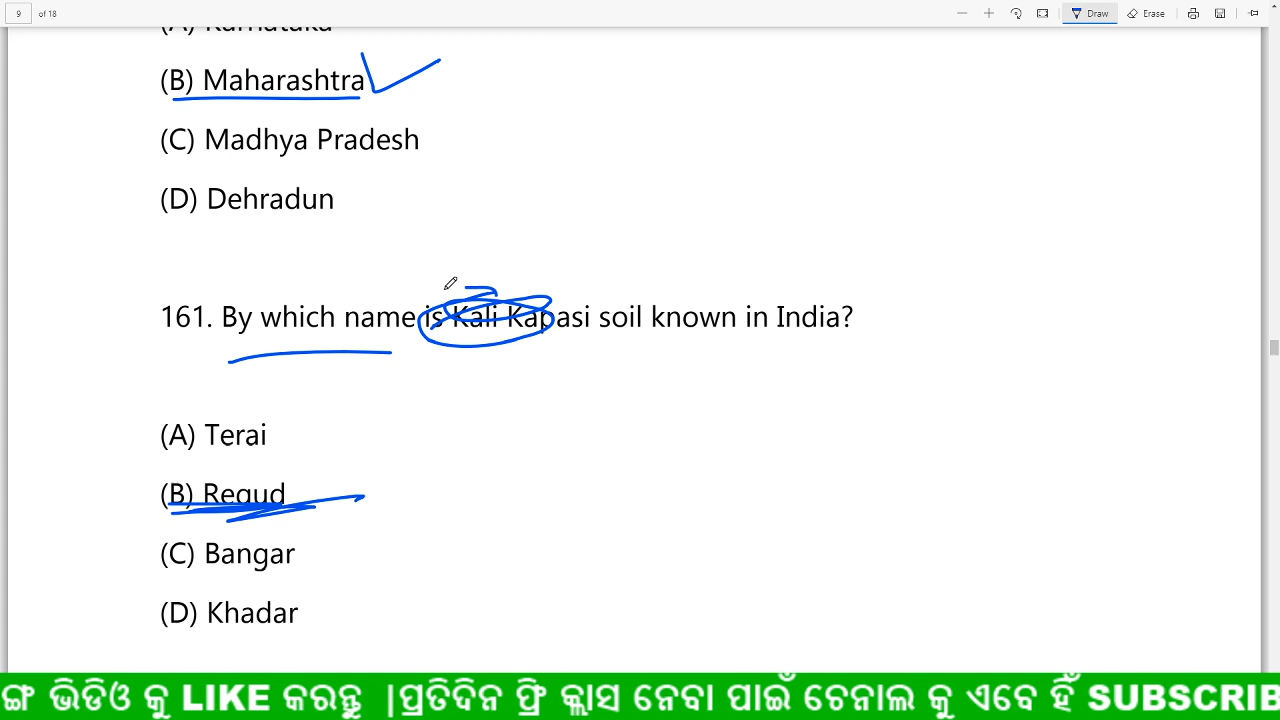 9 of 18
Draw
Erase
(A) Karnataka
(B) Maharashtra
(C) Madhya Pradesh
(D) Dehradun
161. By which name is Kali Kapasi soil known in India?
(A) Terai
(B) Regud
(C) Bangar
(D) Khadar
ଙ୍ଗ ଭିଡିଓ କୁ LIKE କରନ୍ତୁ |ପ୍ରତିଦିନ ଫ୍ରି କ୍ଲାସ ନେବା ପାଇଁ ଚେନାଲ କୁ ଏବେ ହିଁ SUBSCRIB